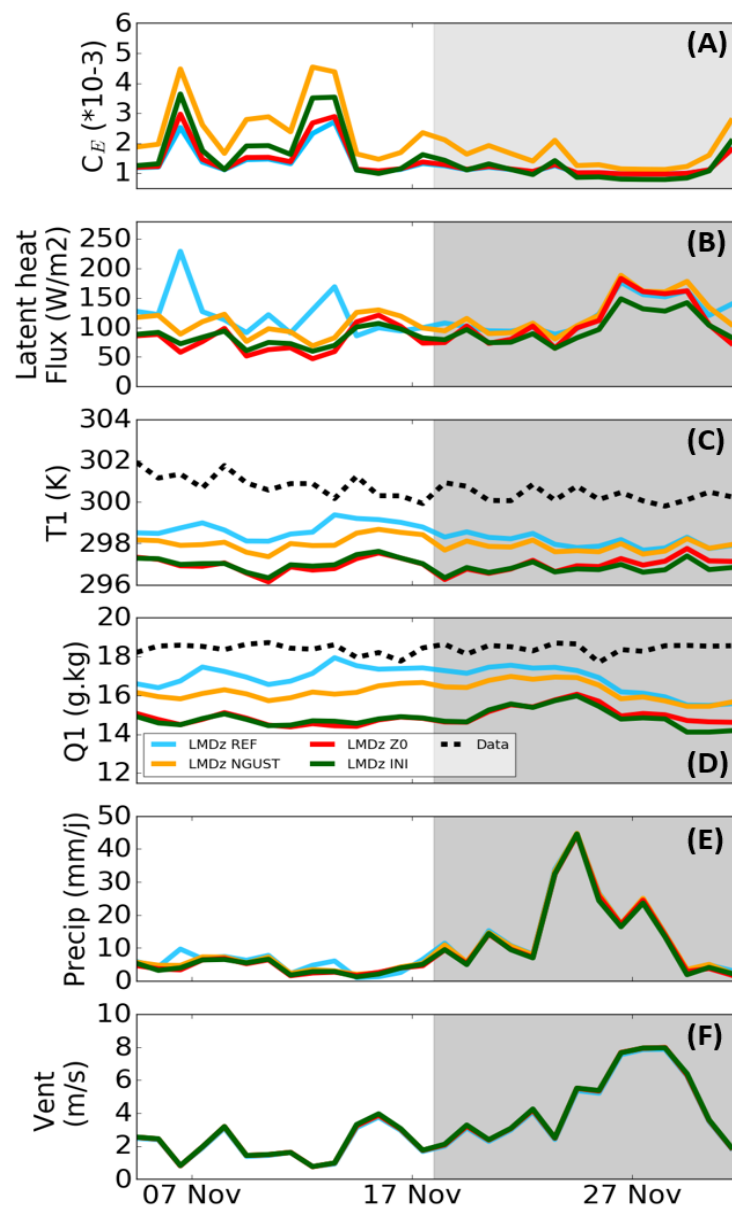 (A)
C_E (*10-3)
6
5
4
3
2
1
(B)
Latent heat
Flux (W/m2)
250
200
150
100
50
0
(C)
T1 (K)
304
302
300
298
296
Q1 (g.kg)
20
18
16
14
12
LMDz REF LMDz Z0 Data
LMDz NGUST LMDz INI
(D)
(E)
Precip (mm/j)
50
40
30
20
10
0
(F)
Vent
(m/s)
10
8
6
4
2
0
07 Nov 17 Nov 27 Nov